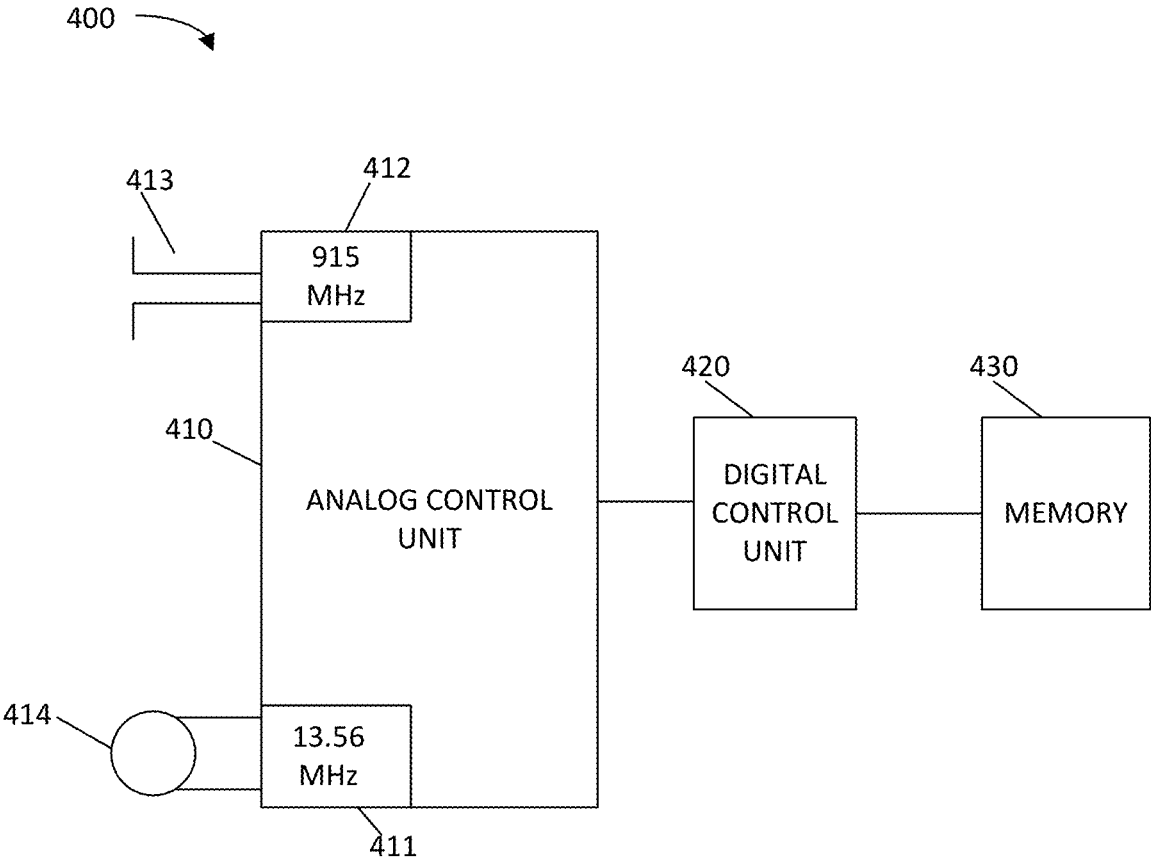 400
413
412
915
MHz
420
430
410
ANALOG CONTROL
UNIT
DIGITAL
CONTROL
UNIT
MEMORY
414
13.56
MHz
411